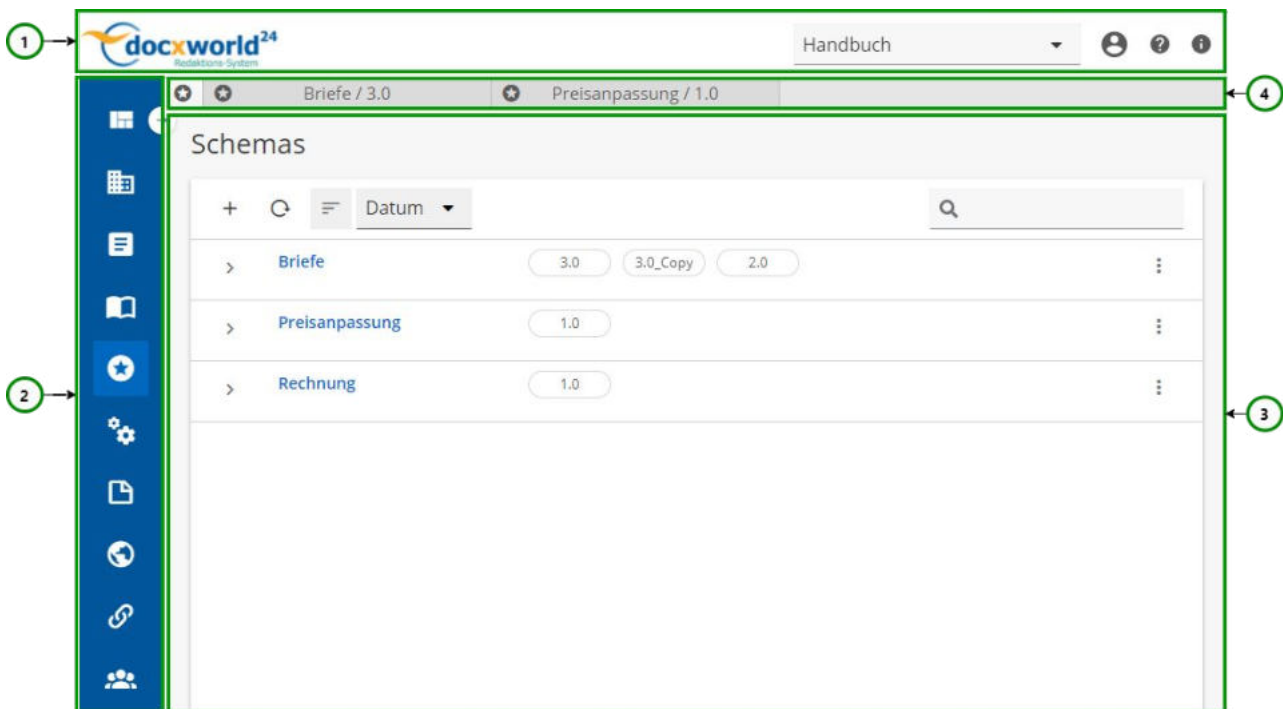 1
docxworld24
Redaktions-System
Handbuch
Briefe / 3.0
Preisanpassung / 1.0
4
Schemas
Datum
Briefe 3.0 3.0_Copy 2.0
Preisanpassung 1.0
Rechnung 1.0
2
3